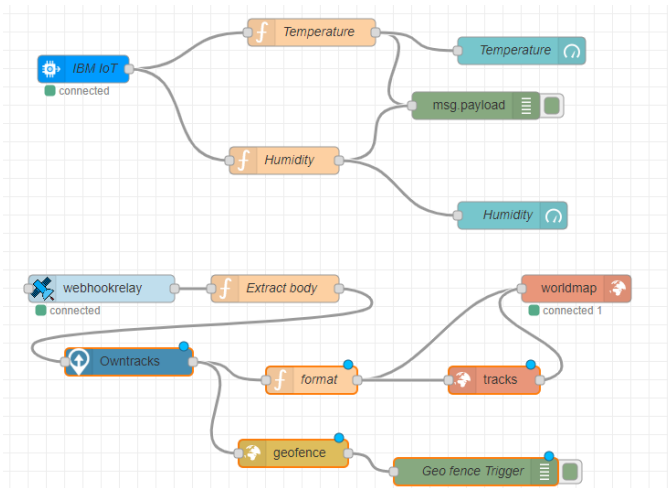 Temperature
Temperature
IBM IoT
connected
msg.payload
Humidity
Humidity
webhookrelay
Extract body
worldmap
connected
connected 1
Owntracks
format
tracks
geofence
Geo fence Trigger